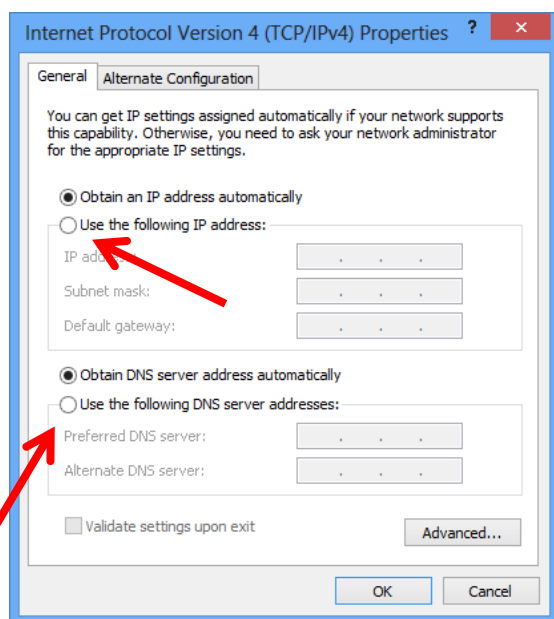 Internet Protocol Version 4 (TCP/IPv4) Properties ?
General Alternate Configuration
You can get IP settings assigned automatically if your network supports
this capability. Otherwise, you need to ask your network administrator
for the appropriate IP settings.
Obtain an IP address automatically
Use the following IP address:
IP
Subnet mask:
Default gateway:
Obtain DNS server address automatically
Use the following DNS server addresses:
Preferred DNS server:
Alternate DNS server:
Validate settings upon exit
Advanced...
OK Cancel